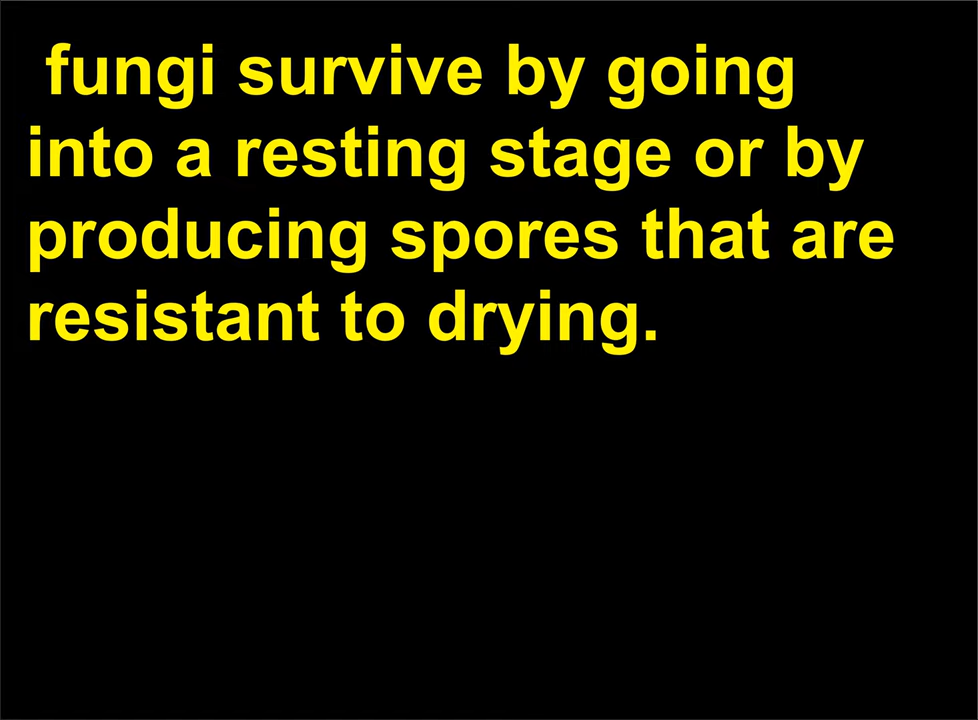 fungi survive by going
into a resting stage or by
producing spores that are
resistant to drying.